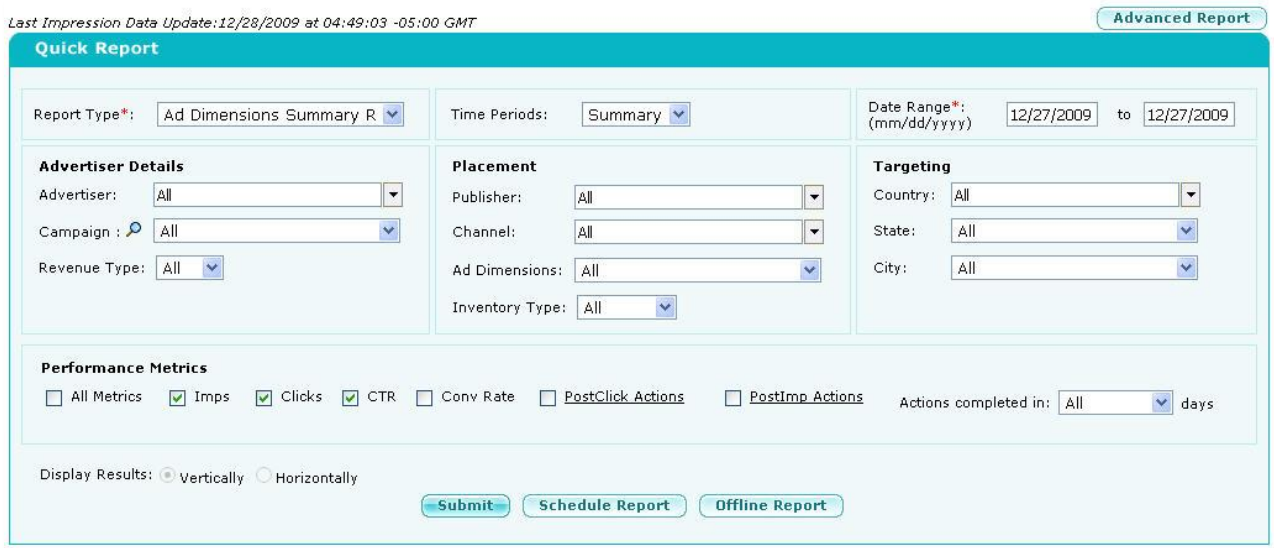 Last Impression Data Update:12/28/2009 at 04:49:03 -05:00 GMT
Advanced Report
Quick Report
Report Type*: Ad Dimensions Summary R
Time Periods: Summary
Date Range*: (mm/dd/yyyy) 12/27/2009 to 12/27/2009
Advertiser Details
Advertiser: All
Campaign : All
Revenue Type: All
Placement
Publisher: All
Channel: All
Ad Dimensions: All
Inventory Type: All
Targeting
Country: All
State: All
City: All
Performance Metrics
All Metrics Imps Clicks CTR Conv Rate PostClick Actions PostImp Actions Actions completed in: All days
Display Results: Vertically Horizontally
Submit Schedule Report Offline Report